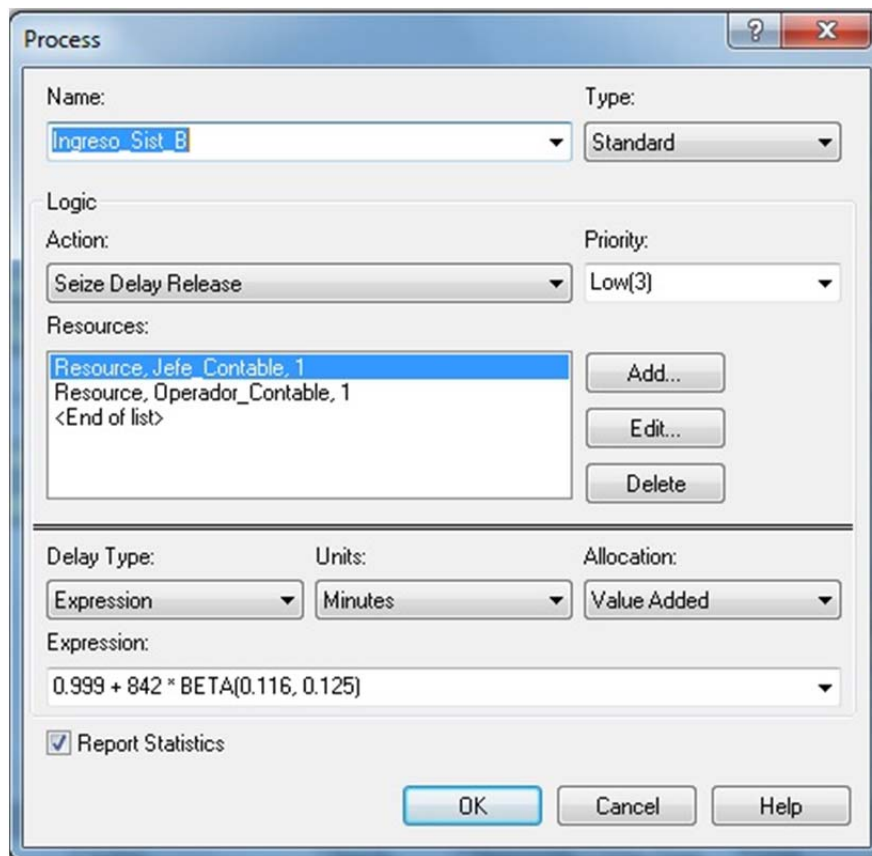 Process
Name:
Type:
Ingreso_Sist_B
Standard
Logic
Action:
Priority:
Seize Delay Release
Low(3)
Resources:
Resource, Jefe_Contable, 1
Resource, Operador_Contable, 1
<End of list>
Add...
Edit...
Delete
Delay Type:
Units:
Allocation:
Expression
Minutes
Value Added
Expression:
0.999 + 842 * BETA(0.116, 0.125)
Report Statistics
OK
Cancel
Help